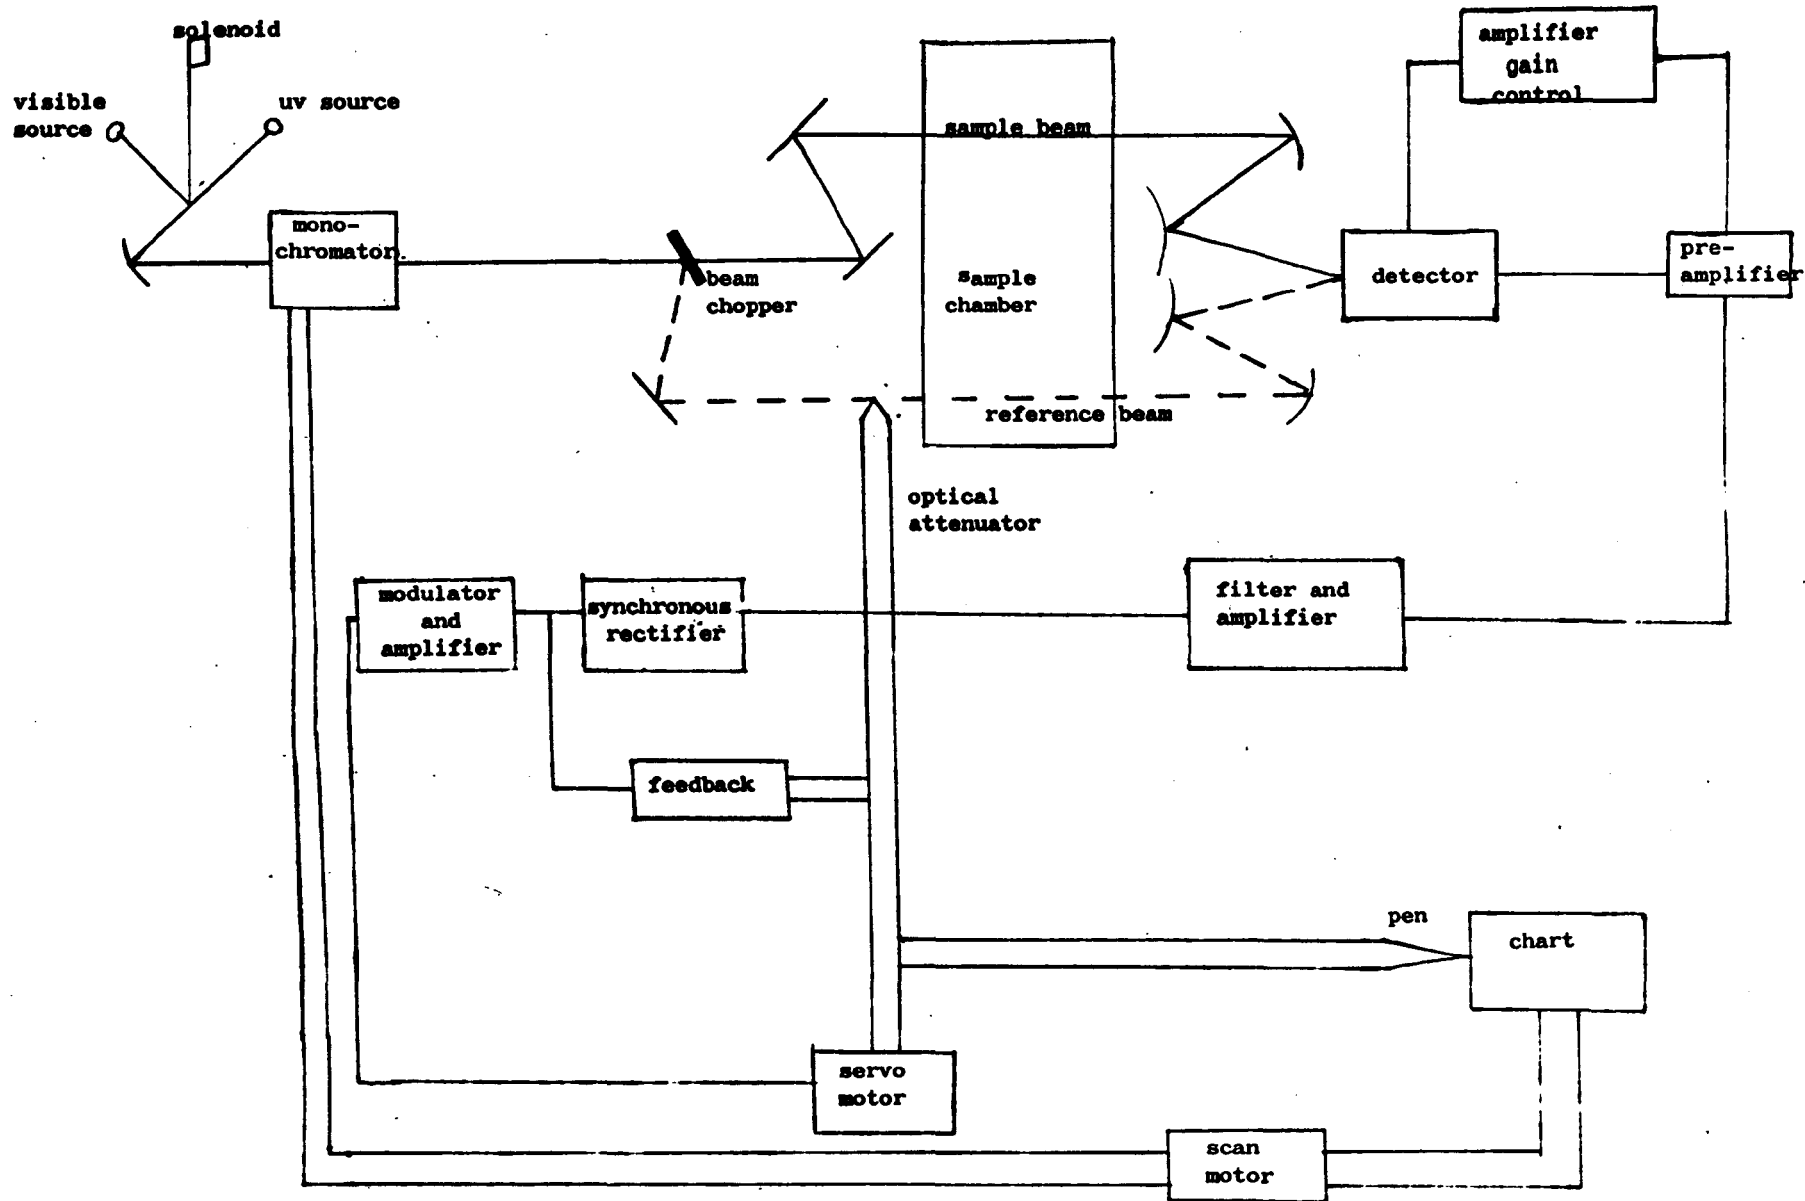 solenoid
visible
source
uv source
mono-
chromator
beam
chopper
sample beam
sample
chamber
reference beam
optical
attenuator
amplifier
gain
control
detector
pre-
amplifier
modulator
and
amplifier
synchronous
rectifier
filter and
amplifier
feedback
pen
chart
servo
motor
scan
motor